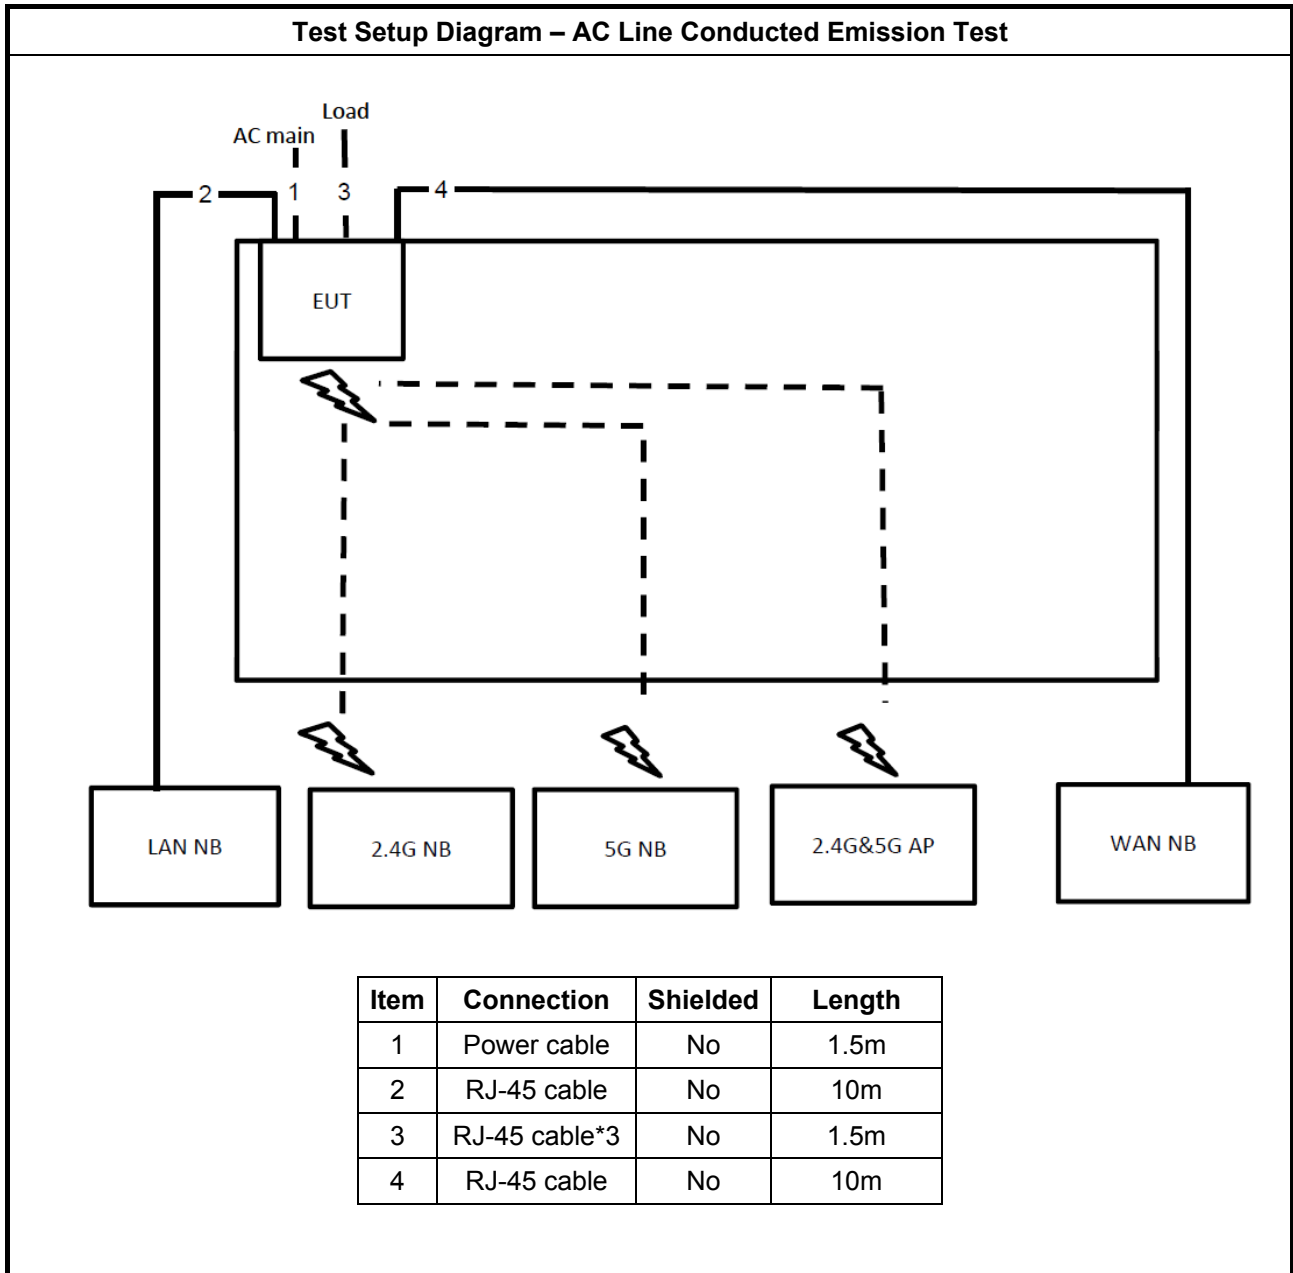 Test Setup Diagram – AC Line Conducted Emission Test
Load
AC main
2
1
3
4
EUT
LAN NB
2.4G NB
5G NB
2.4G&5G AP
WAN NB
Item Connection Shielded Length
1 Power cable No 1.5m
2 RJ-45 cable No 10m
3 RJ-45 cable*3 No 1.5m
4 RJ-45 cable No 10m